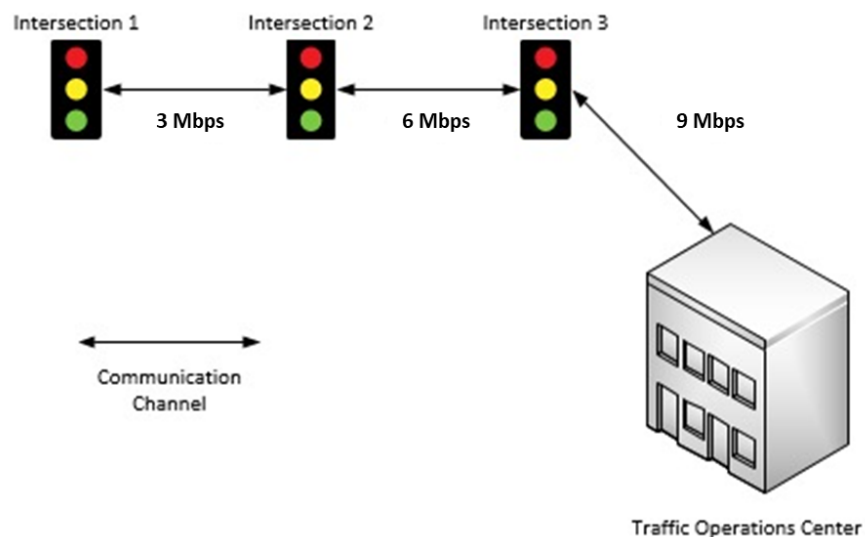 Intersection 1
Intersection 2
Intersection 3
3 Mbps
6 Mbps
9 Mbps
Communication
Channel
Traffic Operations Center